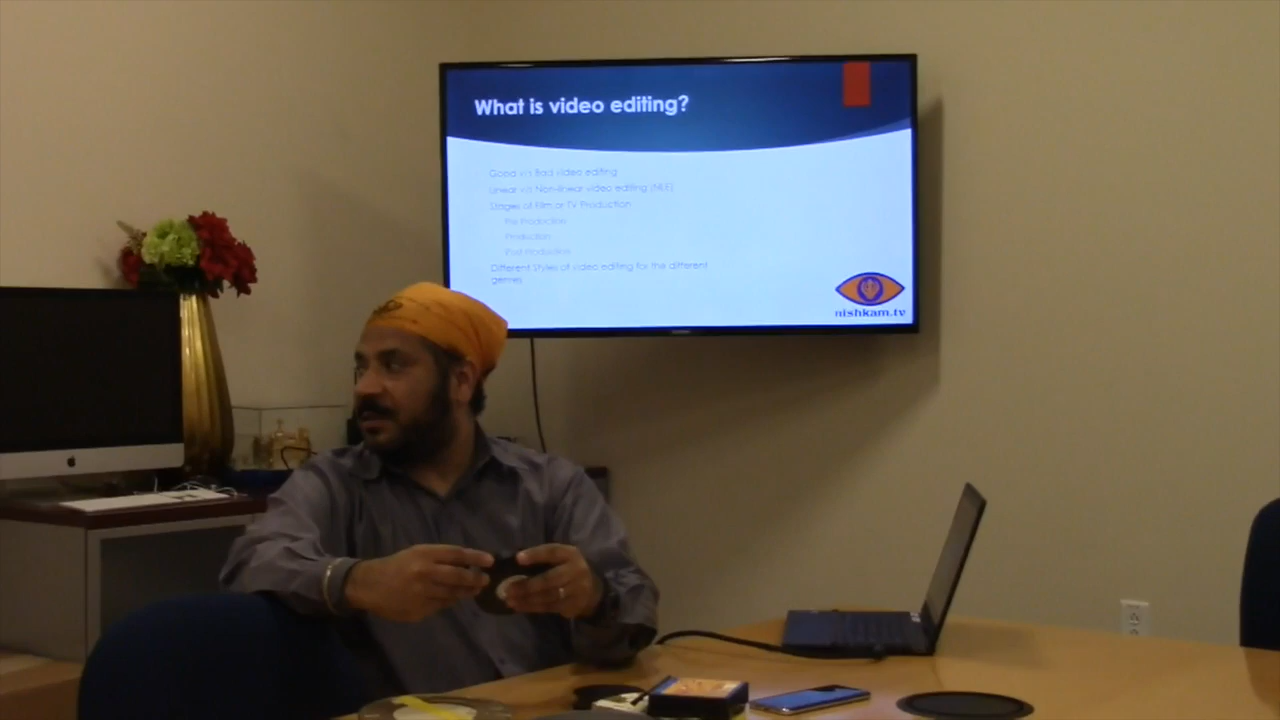 What is video editing?
Good v/s Bad video editing
Linear v/s Non-linear video editing (NLE)
Stages of Film or TV Production
Pre Production
Production
Post Production
Different Styles of video editing for the different
genres
nishkam.tv